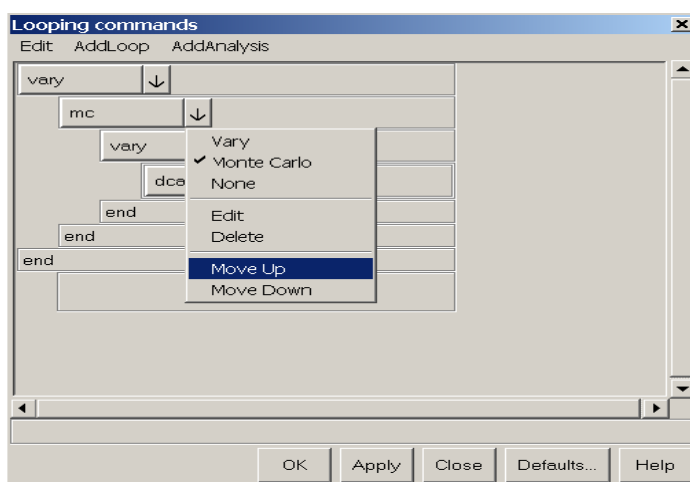 Looping commands
Edit AddLoop AddAnalysis
vary
mc
vary
dca
end
end
end
Vary
Monte Carlo
None
Edit
Delete
Move Up
Move Down
OK Apply Close Defaults... Help